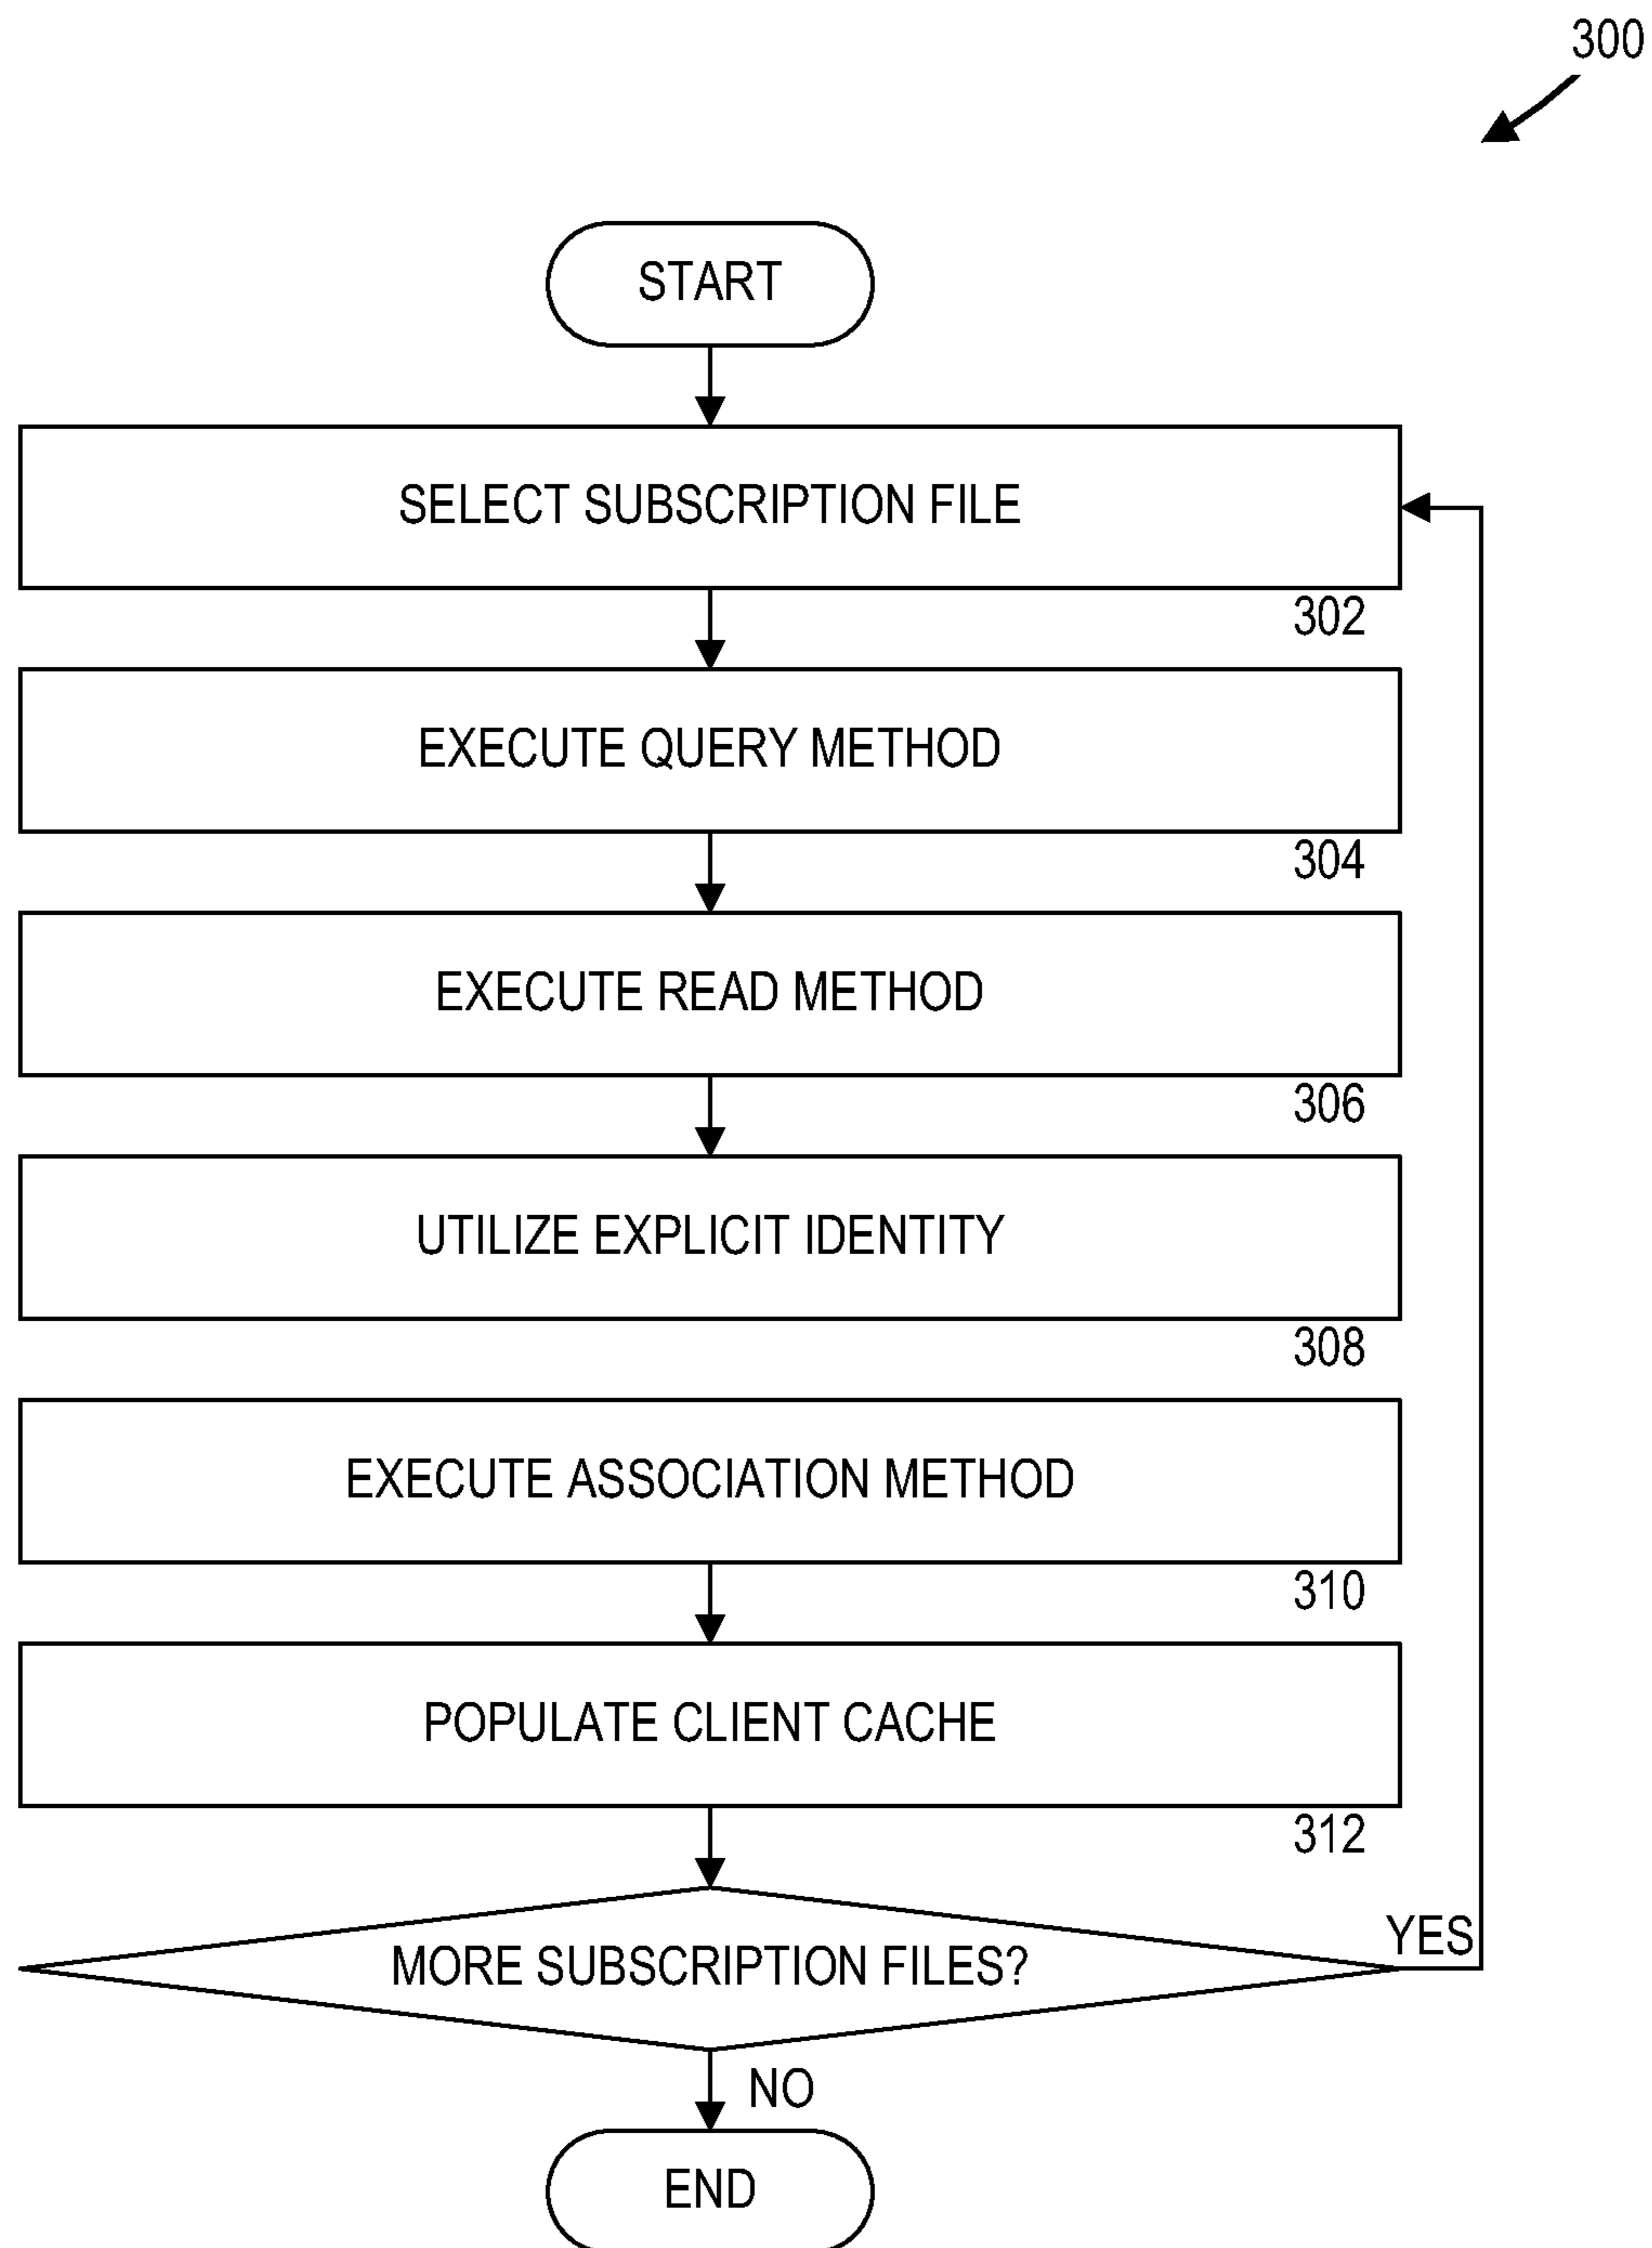 300
START
SELECT SUBSCRIPTION FILE
302
EXECUTE QUERY METHOD
304
EXECUTE READ METHOD
306
UTILIZE EXPLICIT IDENTITY
308
EXECUTE ASSOCIATION METHOD
310
POPULATE CLIENT CACHE
312
YES
MORE SUBSCRIPTION FILES?
NO
END